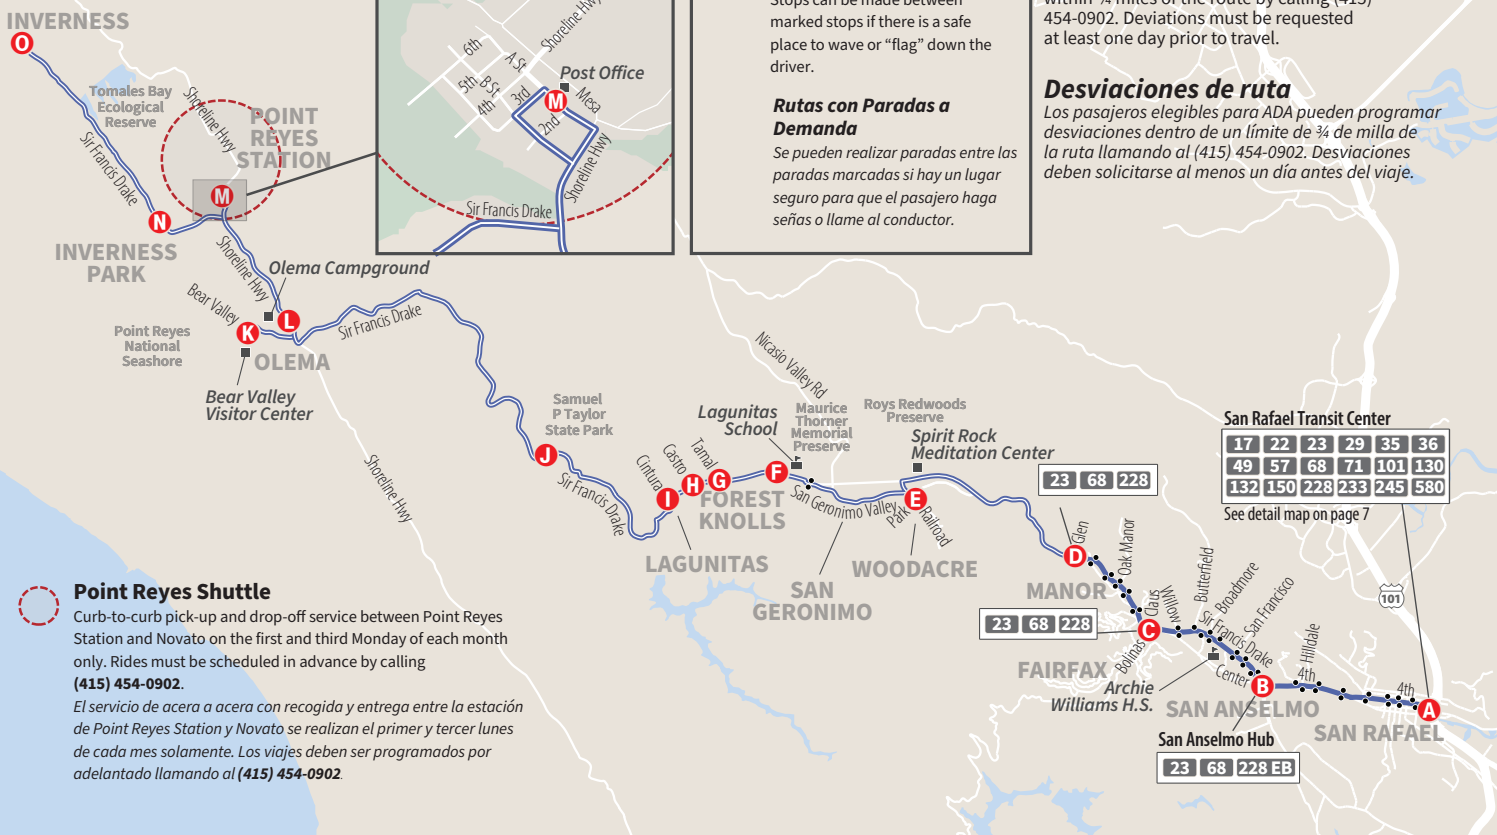 INVERNESS
O
Tomales Bay
Ecological
Reserve
Shoreline Hwy
POINT
REYES
STATION
Sir Francis Drake
M
N
INVERNESS
PARK
Shoreline Hwy
Olema Campground
Bear Valley
L
K
Point Reyes
National
Seashore
OLEMA
Bear Valley
Visitor Center
Sir Francis Drake
Shoreline Hwy
6th
5th
4th
A St
B St
3rd
2nd
Shoreline Hwy
Post Office
M
Mesa
Shoreline Hwy
Sir Francis Drake
Stops can be made between
marked stops if there is a safe
place to wave or “flag” down the
driver.
Rutas con Paradas a
Demanda
Se pueden realizar paradas entre las
paradas marcadas si hay un lugar
seguro para que el pasajero haga
señas o llame al conductor.
within ¾ miles of the route by calling (415)
454-0902. Deviations must be requested
at least one day prior to travel.
Desviaciones de ruta
Los pasajeros elegibles para ADA pueden programar
desviaciones dentro de un límite de ¾ de milla de
la ruta llamando al (415) 454-0902. Desviaciones
deben solicitarse al menos un día antes del viaje.
Samuel
P Taylor
State Park
J
Sir Francis Drake
Cintura
Castro
Tamal
I
H
G
FOREST
KNOLLS
LAGUNITAS
Lagunitas
School
F
Nicasio Valley Rd
Maurice
Thorner
Memorial
Preserve
Roys Redwoods
Preserve
Spirit Rock
Meditation Center
San Geronimo Valley
Park
E
Railroad
SAN
GERONIMO
WOODACRE
23 68 228
D
Glen
MANOR
Oak Manor
23 68 228
Claus
Willow
C
Bolinas
FAIRFAX
Butterfield
Broadmore
San Francisco
Sir Francis Drake
Center
Archie
Williams H.S.
B
SAN ANSELMO
San Anselmo Hub
23 68 228 EB
Hilldale
4th
4th
A
SAN RAFAEL
101
San Rafael Transit Center
17 22 23 29 35 36
49 57 68 71 101 130
132 150 228 233 245 580
See detail map on page 7
Point Reyes Shuttle
Curb-to-curb pick-up and drop-off service between Point Reyes
Station and Novato on the first and third Monday of each month
only. Rides must be scheduled in advance by calling
(415) 454-0902.
El servicio de acera a acera con recogida y entrega entre la estación
de Point Reyes Station y Novato se realizan el primer y tercer lunes
de cada mes solamente. Los viajes deben ser programados por
adelantado llamando al (415) 454-0902.